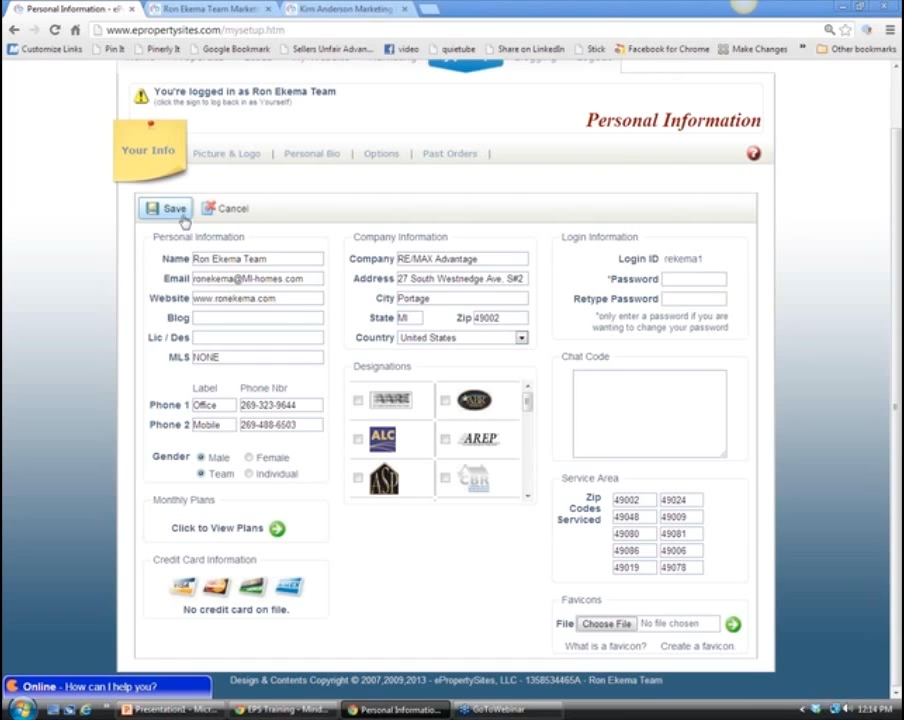 Personal Information - eP
Ron Ekema Team Market
Kim Anderson Marketing
www.epropertysites.com/mysetup.htm
Customize Links
Pin It
Pinerly It
Google Bookmark
Sellers Unfair Advan...
video
quietube
Share on LinkedIn
Stick
Facebook for Chrome
Make Changes
»
Other bookmarks
You're logged in as Ron Ekema Team
(click the sign to log back in as 'Yourself')
Personal Information
Your Info
Picture & Logo | Personal Bio | Options | Past Orders |
?
Save
Cancel
Personal Information
Name Ron Ekema Team
Email ronekema@MI-homes.com
Website www.ronekema.com
Blog
Lic / Des
MLS NONE
Label Phone Nbr
Phone 1 Office 269-323-9644
Phone 2 Mobile 269-488-6503
Gender Male Female
Team Individual
Monthly Plans
Click to View Plans
Credit Card Information
No credit card on file.
Company Information
Company RE/MAX Advantage
Address 27 South Westnedge Ave. S#2
City Portage
State MI Zip 49002
Country United States
Designations
ALC
AREP
ASP
CBR
Login Information
Login ID rekema1
*Password
Retype Password
*only enter a password if you are
wanting to change your password
Chat Code
Service Area
Zip Codes Serviced
49002 49024
49048 49009
49080 49081
49086 49006
49019 49078
Favicons
File Choose File No file chosen
What is a favicon? Create a favicon.
Online - How can I help you?
Design & Contents Copyright © 2007,2009,2013 - ePropertySites, LLC - 1358534465A - Ron Ekema Team
Presentation1 - Micr...
EPS Training - Mind...
Personal Informatio...
GoToWebinar
12:14 PM